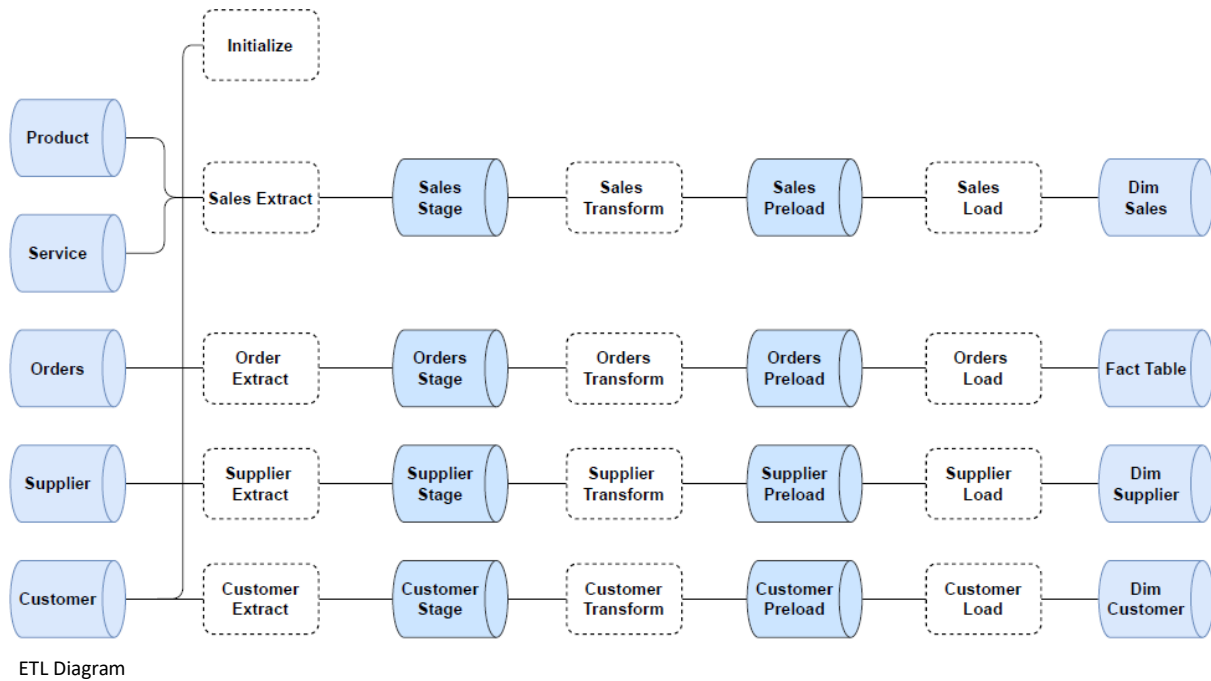 Initialize
Product
Service
Sales Extract
Sales
Stage
Sales
Transform
Sales
Preload
Sales
Load
Dim
Sales
Orders
Order
Extract
Orders
Stage
Orders
Transform
Orders
Preload
Orders
Load
Fact Table
Supplier
Supplier
Extract
Supplier
Stage
Supplier
Transform
Supplier
Preload
Supplier
Load
Dim
Supplier
Customer
Customer
Extract
Customer
Stage
Customer
Transform
Customer
Preload
Customer
Load
Dim
Customer
ETL Diagram